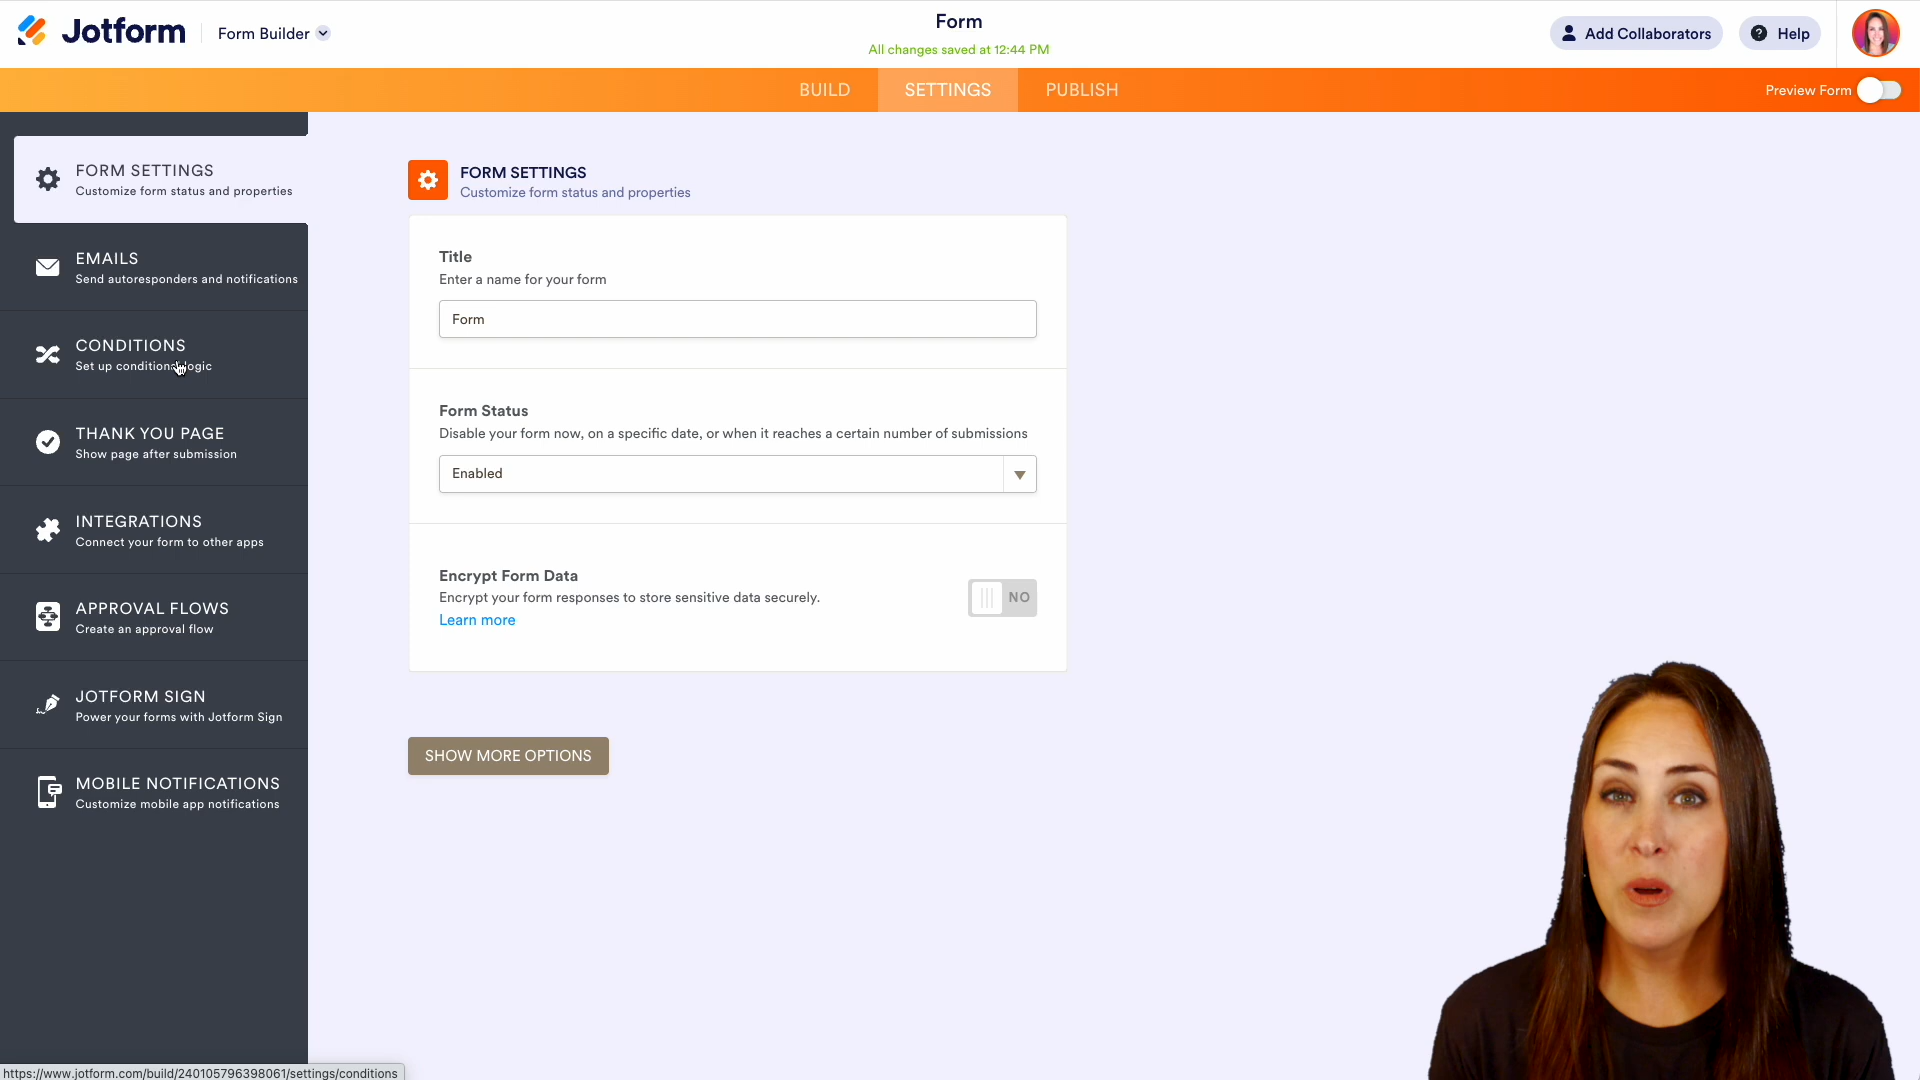 Jotform
Form Builder
Form
All changes saved at 12:44 PM
Add Collaborators
Help
BUILD
SETTINGS
PUBLISH
Preview Form
FORM SETTINGS
Customize form status and properties
EMAILS
Send autoresponders and notifications
CONDITIONS
Set up conditional logic
THANK YOU PAGE
Show page after submission
INTEGRATIONS
Connect your form to other apps
APPROVAL FLOWS
Create an approval flow
JOTFORM SIGN
Power your forms with Jotform Sign
MOBILE NOTIFICATIONS
Customize mobile app notifications
FORM SETTINGS
Customize form status and properties
Title
Enter a name for your form
Form
Form Status
Disable your form now, on a specific date, or when it reaches a certain number of submissions
Enabled
Encrypt Form Data
Encrypt your form responses to store sensitive data securely.
NO
Learn more
SHOW MORE OPTIONS
https://www.jotform.com/build/240105796398061/settings/conditions